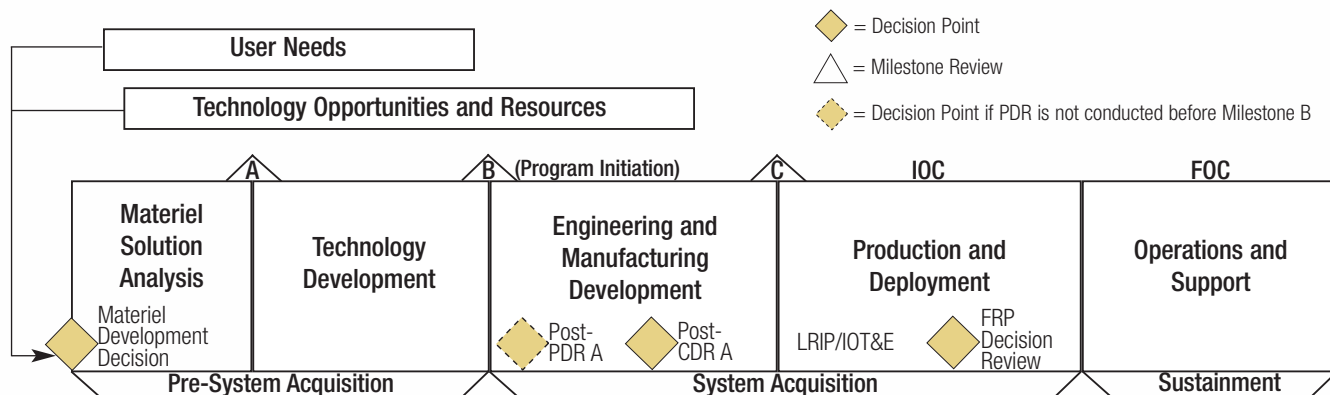 User Needs
Technology Opportunities and Resources
= Decision Point
= Milestone Review
= Decision Point if PDR is not conducted before Milestone B
A
B
(Program Initiation)
C
IOC
FOC
Materiel
Solution
Analysis
Technology
Development
Engineering and
Manufacturing
Development
Production and
Deployment
Operations and
Support
Materiel
Development
Decision
Post-
PDR A
Post-
CDR A
LRIP/IOT&E
FRP
Decision
Review
Pre-System Acquisition
System Acquisition
Sustainment